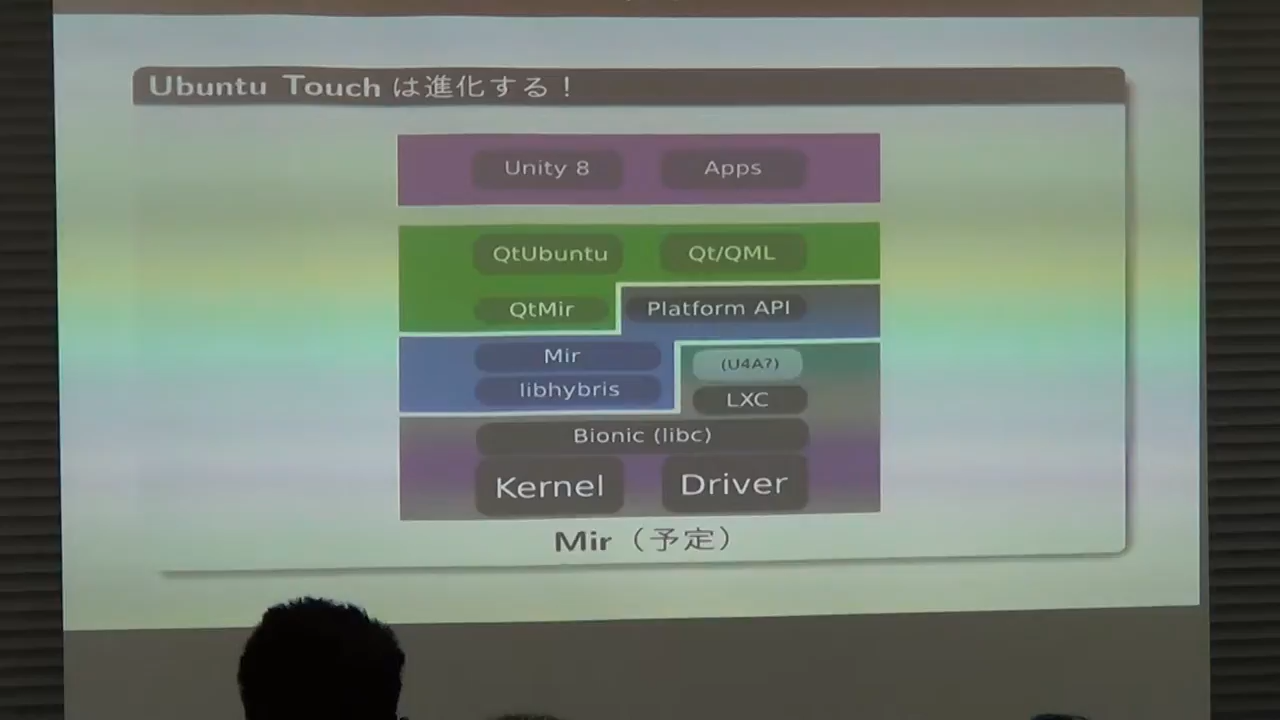 Ubuntu Touch は進化する！
Unity 8 Apps
QtUbuntu Qt/QML
QtMir Platform API
Mir (U4A?)
libhybris LXC
Bionic (libc)
Kernel Driver
Mir（予定）